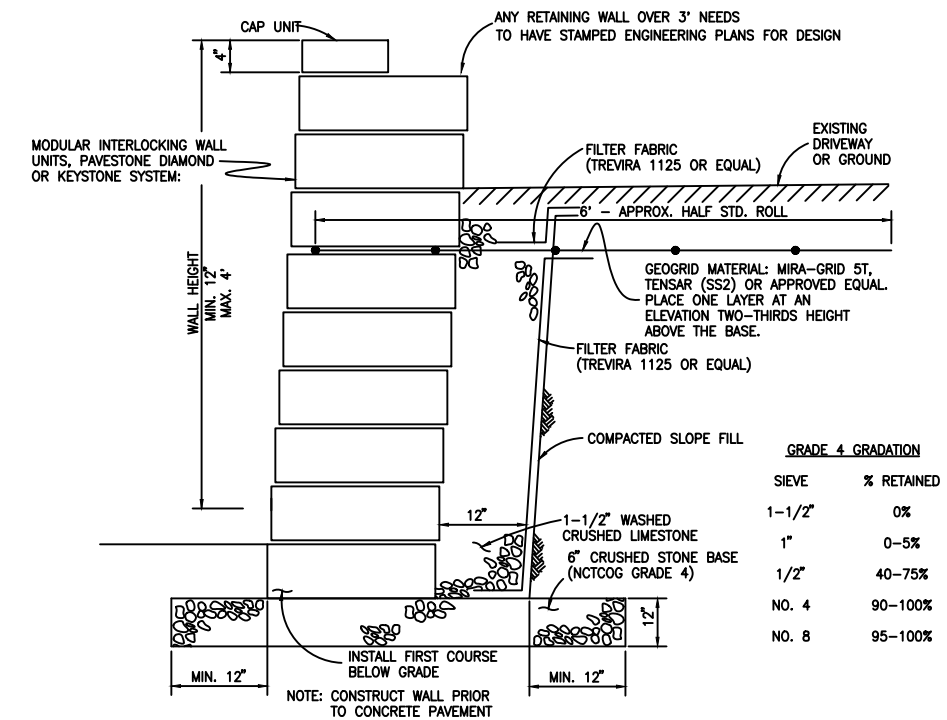 CAP UNIT
ANY RETAINING WALL OVER 3' NEEDS
TO HAVE STAMPED ENGINEERING PLANS FOR DESIGN
4"
MODULAR INTERLOCKING WALL
UNITS, PAVESTONE DIAMOND
OR KEYSTONE SYSTEM:
FILTER FABRIC
(TREVIRA 1125 OR EQUAL)
EXISTING
DRIVEWAY
OR GROUND
6' - APPROX. HALF STD. ROLL
WALL HEIGHT
MIN. 12"
MAX. 4'
GEOGRID MATERIAL: MIRA-GRID 5T,
TENSAR (SS2) OR APPROVED EQUAL.
PLACE ONE LAYER AT AN
ELEVATION TWO-THIRDS HEIGHT
ABOVE THE BASE.
FILTER FABRIC
(TREVIRA 1125 OR EQUAL)
COMPACTED SLOPE FILL
12"
1-1/2" WASHED
CRUSHED LIMESTONE
6" CRUSHED STONE BASE
(NCTCOG GRADE 4)
12"
INSTALL FIRST COURSE
BELOW GRADE
MIN. 12"
MIN. 12"
NOTE: CONSTRUCT WALL PRIOR
TO CONCRETE PAVEMENT
GRADE 4 GRADATION
SIEVE % RETAINED
1-1/2" 0%
1" 0-5%
1/2" 40-75%
NO. 4 90-100%
NO. 8 95-100%